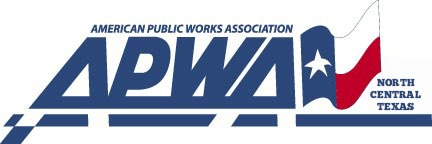 AMERICAN PUBLIC WORKS ASSOCIATION
APWA
NORTH
CENTRAL
TEXAS